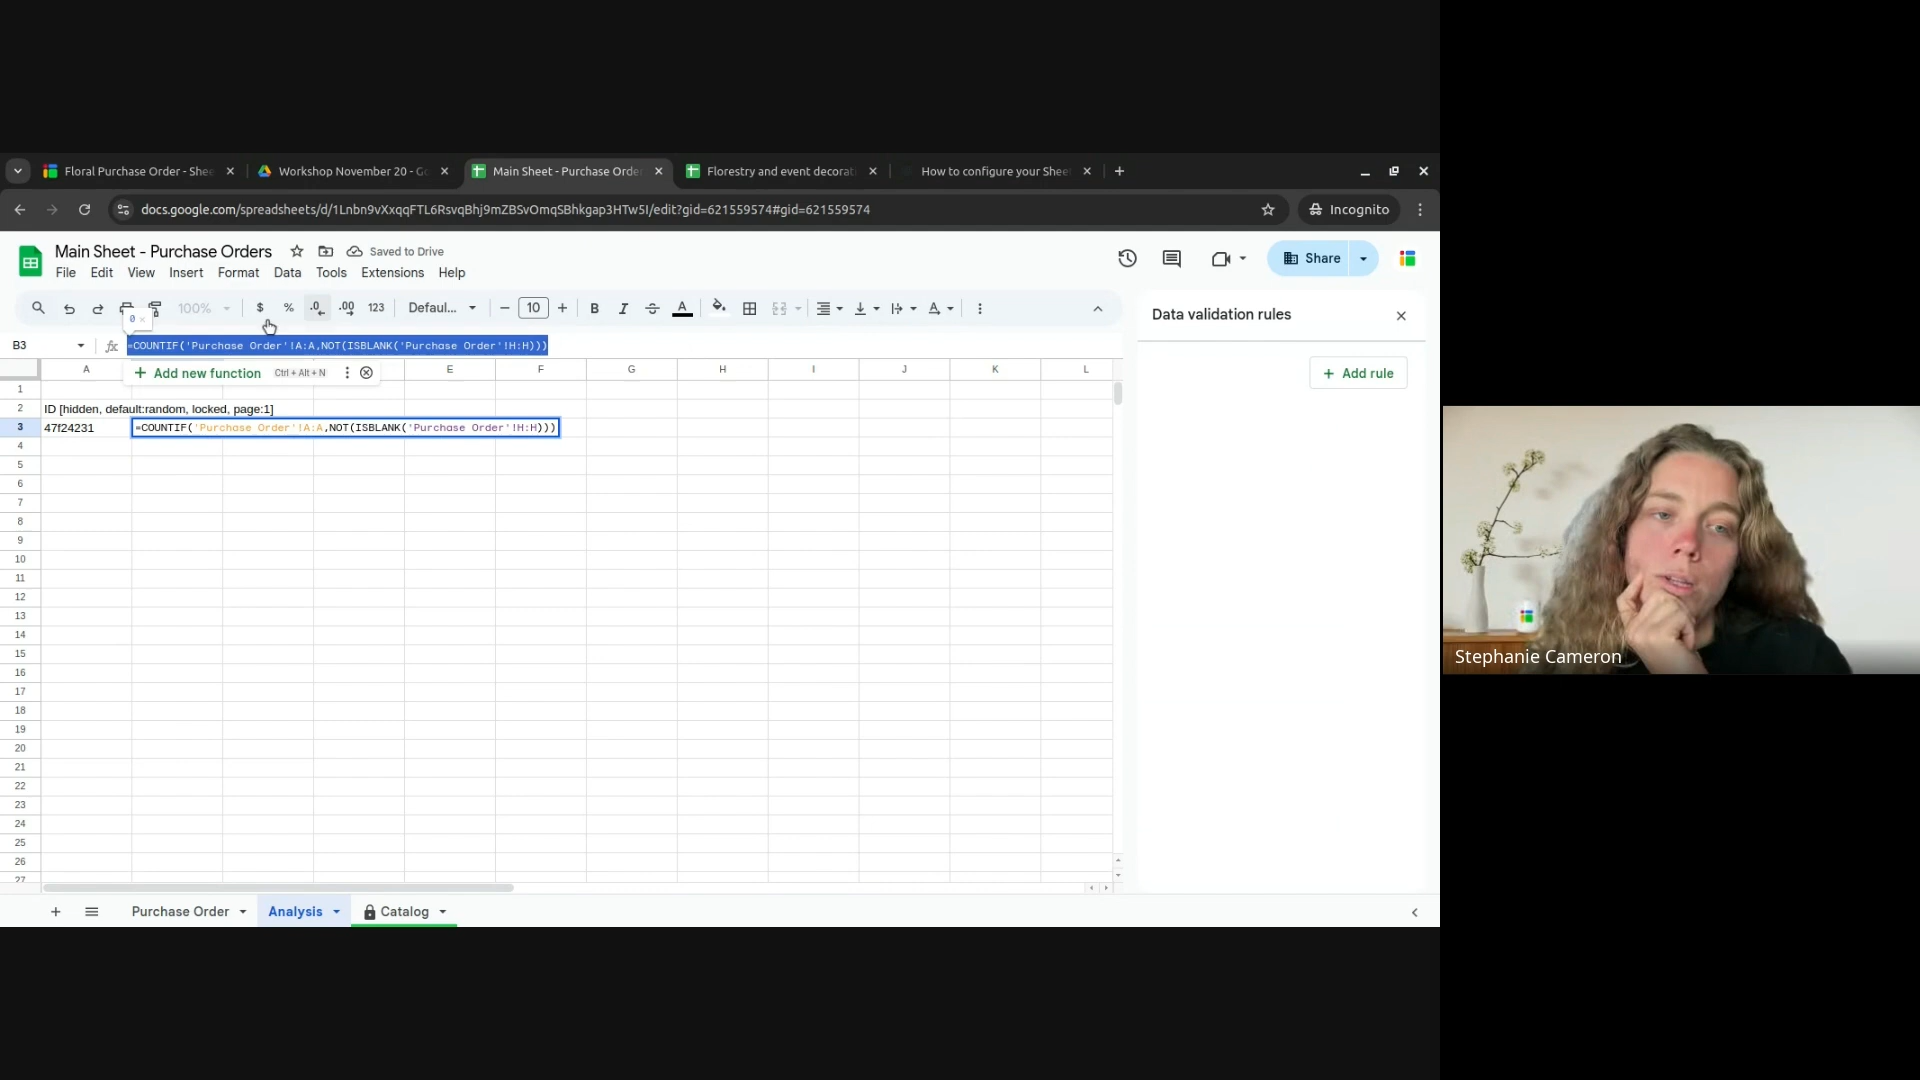 Floral Purchase Order - Shee
Workshop November 20 - Go
Main Sheet - Purchase Orde
Florestry and event decorati
How to configure your Shee
docs.google.com/spreadsheets/d/1Lnbn9vXxqqFTL6RsvqBhj9mZBSvOmqSBhkgap3HTw5I/edit?gid=621559574#gid=621559574
Incognito
Main Sheet - Purchase Orders
Saved to Drive
File Edit View Insert Format Data Tools Extensions Help
Share
100% $ % .0 .00 123 Defaul... 10 B I A
0 ×
B3 fx =COUNTIF('Purchase Order'!A:A,NOT(ISBLANK('Purchase Order'!H:H)))
+ Add new function Ctrl + Alt + N
Data validation rules
+ Add rule
A E F G H I J K L
1
2 ID [hidden, default:random, locked, page:1]
3 47f24231 =COUNTIF('Purchase Order'!A:A,NOT(ISBLANK('Purchase Order'!H:H)))
4
5
6
7
8
9
10
11
12
13
14
15
16
17
18
19
20
21
22
23
24
25
26
27
Purchase Order Analysis Catalog
Stephanie Cameron